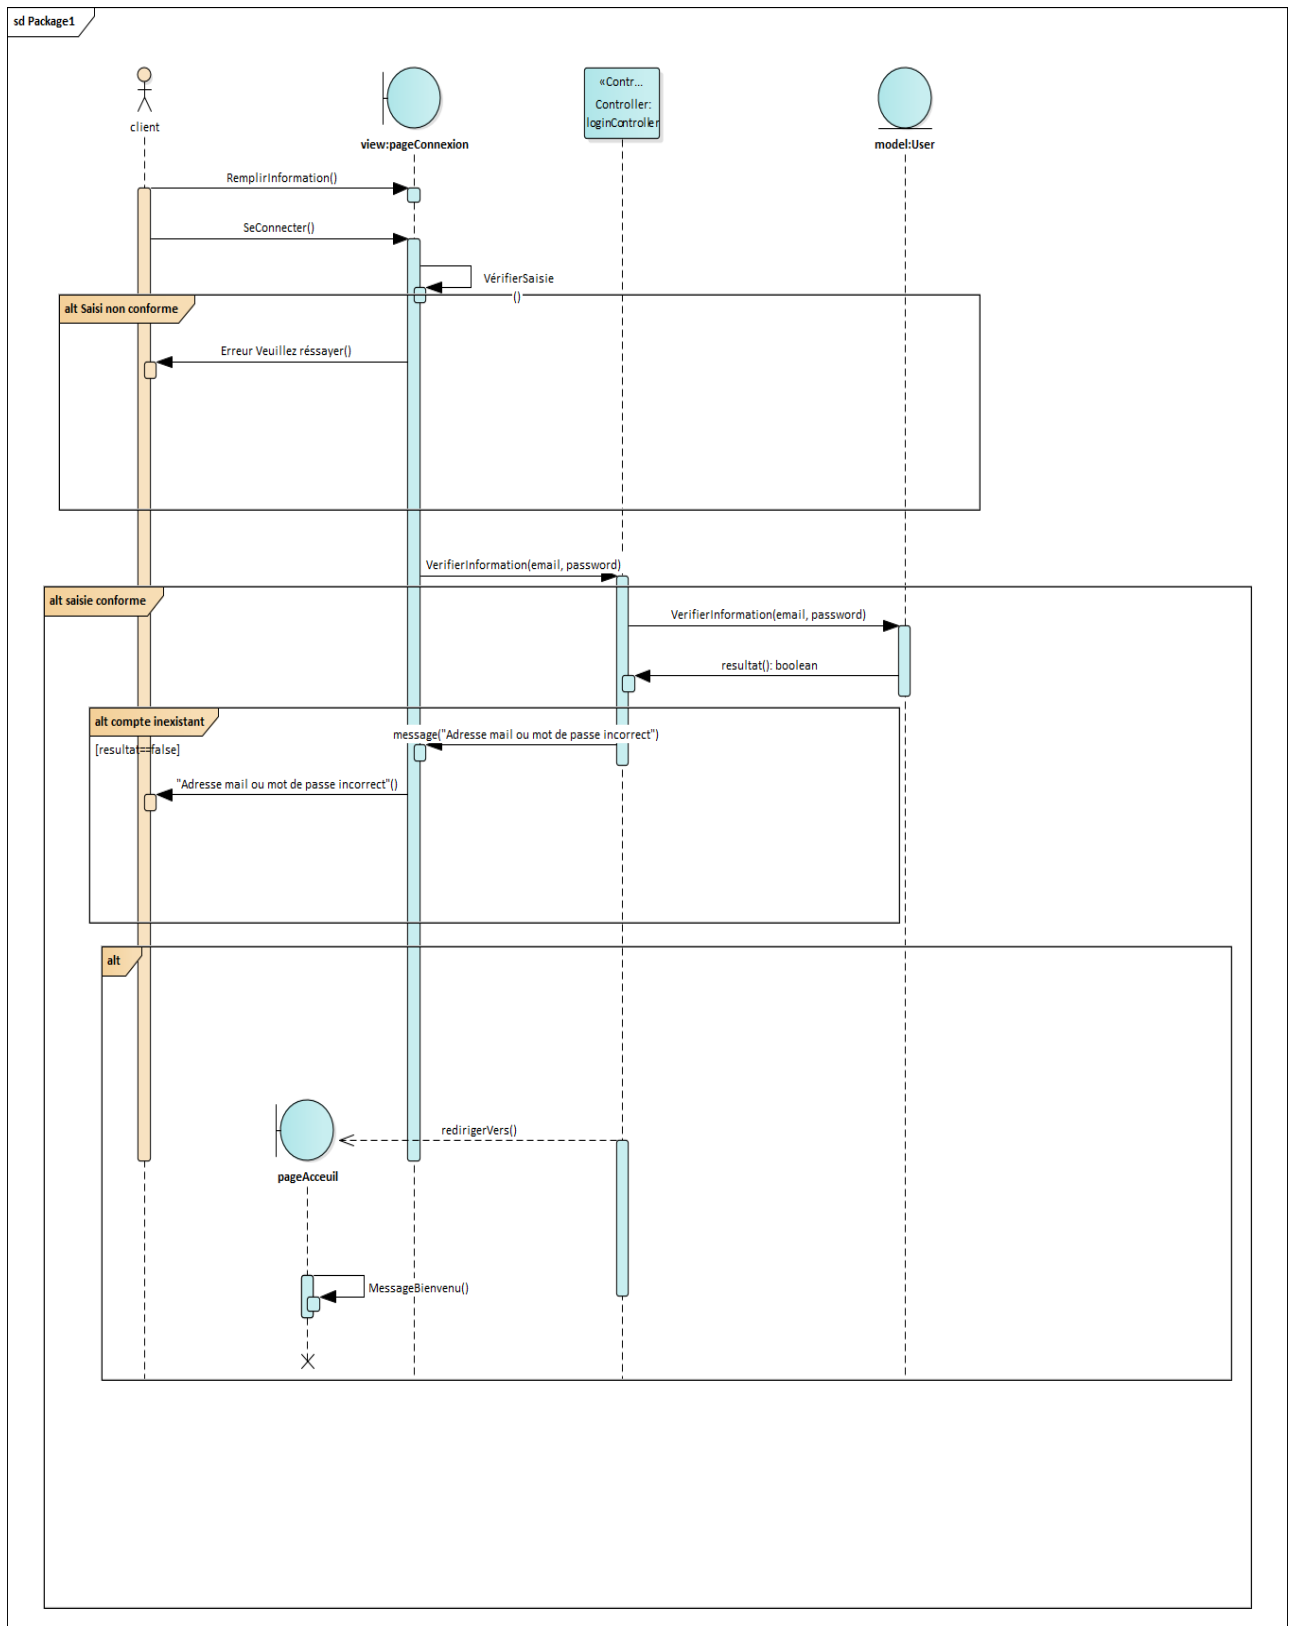 sd Package1
client
view:pageConnexion
«Contr...
Controller:
loginController
model:User
RemplirInformation()
SeConnecter()
VérifierSaisie
()
alt Saisi non conforme
Erreur Veuillez réssayer()
VerifierInformation(email, password)
alt saisie conforme
VerifierInformation(email, password)
resultat(): boolean
alt compte inexistant
message("Adresse mail ou mot de passe incorrect")
[resultat==false]
"Adresse mail ou mot de passe incorrect"()
alt
redirigerVers()
pageAcceuil
MessageBienvenu()